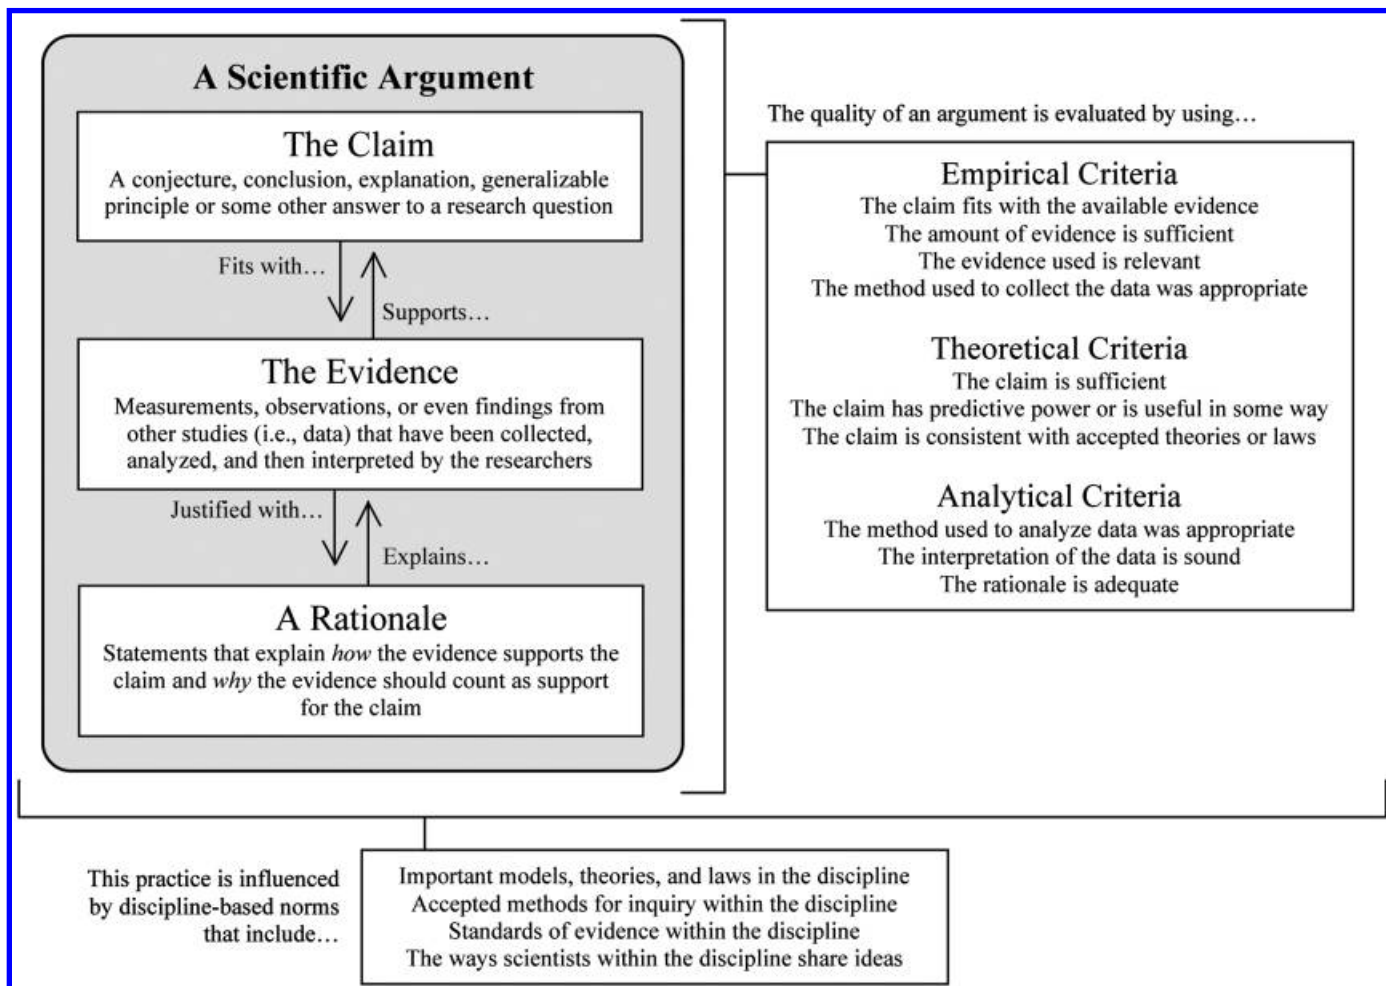 A Scientific Argument
The Claim
A conjecture, conclusion, explanation, generalizable
principle or some other answer to a research question
Fits with…
Supports…
The Evidence
Measurements, observations, or even findings from
other studies (i.e., data) that have been collected,
analyzed, and then interpreted by the researchers
Justified with…
Explains…
A Rationale
Statements that explain how the evidence supports the
claim and why the evidence should count as support
for the claim
The quality of an argument is evaluated by using…
Empirical Criteria
The claim fits with the available evidence
The amount of evidence is sufficient
The evidence used is relevant
The method used to collect the data was appropriate
Theoretical Criteria
The claim is sufficient
The claim has predictive power or is useful in some way
The claim is consistent with accepted theories or laws
Analytical Criteria
The method used to analyze data was appropriate
The interpretation of the data is sound
The rationale is adequate
This practice is influenced
by discipline-based norms
that include…
Important models, theories, and laws in the discipline
Accepted methods for inquiry within the discipline
Standards of evidence within the discipline
The ways scientists within the discipline share ideas